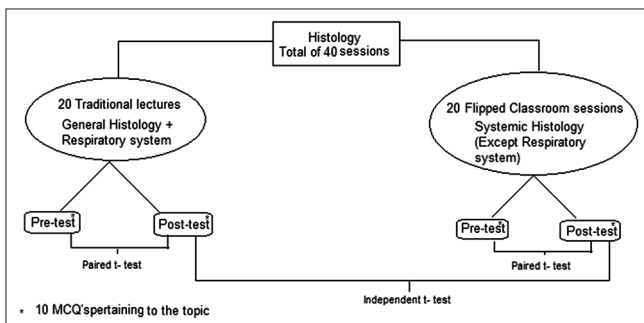 Histology
Total of 40 sessions
20 Traditional lectures
General Histology +
Respiratory system
20 Flipped Classroom sessions
Systemic Histology
(Except Respiratory
system)
Pre-test*
Post-test*
Pre-test*
Post-test*
Paired t- test
Paired t- test
Independent t- test
* 10 MCQ'spertaining to the topic